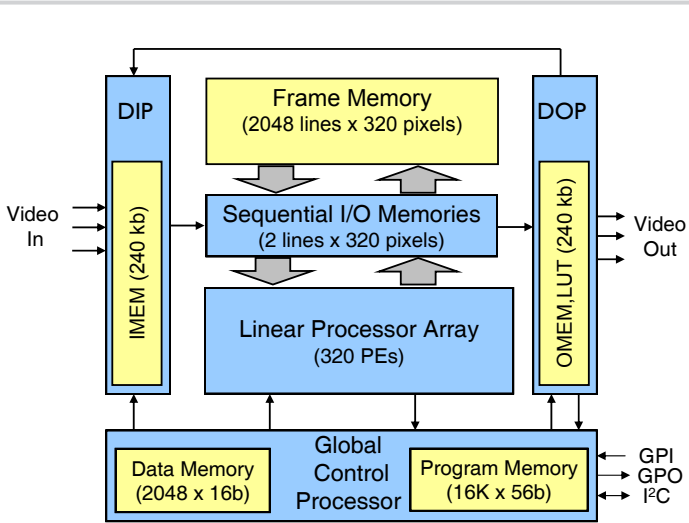 DIP
Frame Memory
(2048 lines x 320 pixels)
DOP
Video
In
IMEM (240 kb)
Sequential I/O Memories
(2 lines x 320 pixels)
OMEM,LUT (240 kb)
Video
Out
Linear Processor Array
(320 PEs)
Global
Control
Processor
Data Memory
(2048 x 16b)
Program Memory
(16K x 56b)
GPI
GPO
I²C